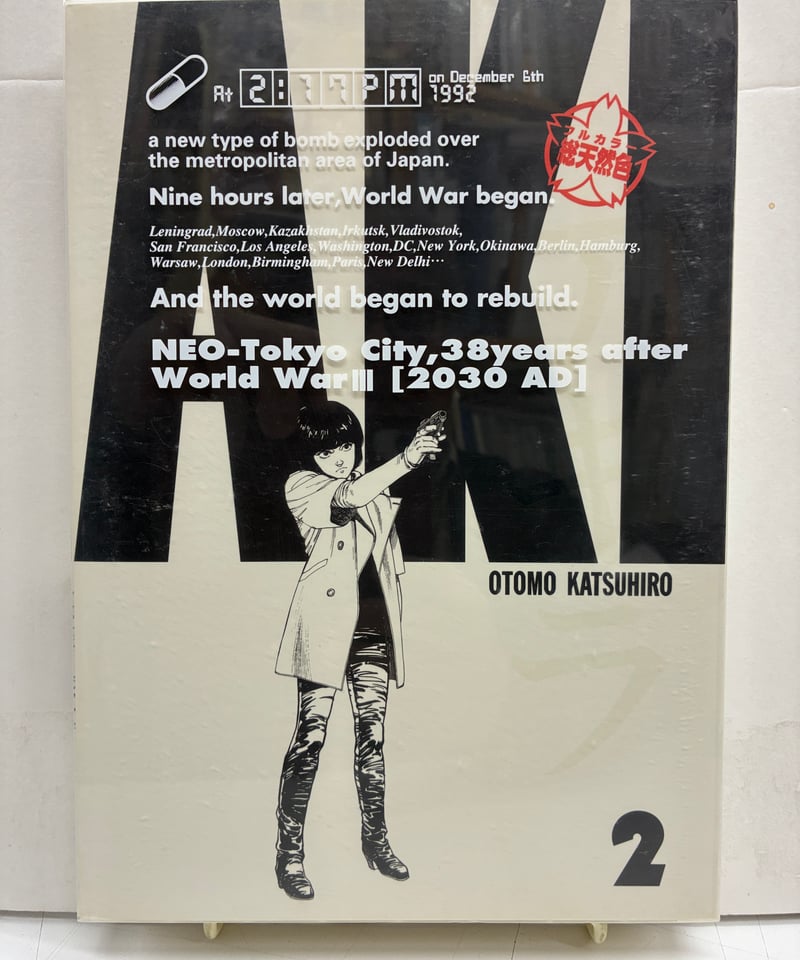 AKI
At 2:17PM on December 6th 1992
a new type of bomb exploded over
the metropolitan area of Japan.
フルカラー
総天然色
Nine hours later,World War began.
Leningrad,Moscow,Kazakhstan,Irkutsk,Vladivostok,
San Francisco,Los Angeles,Washington,DC,New York,Okinawa,Berlin,Hamburg,
Warsaw,London,Birmingham,Paris,New Delhi…
And the world began to rebuild.
NEO-Tokyo City,38years after
World WarⅢ [2030 AD]
OTOMO KATSUHIRO
2